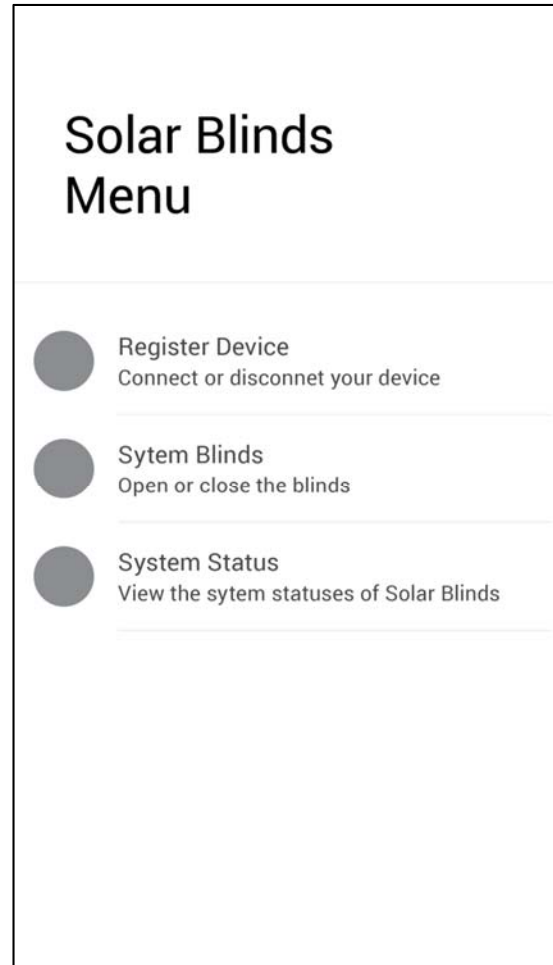 Solar Blinds
Menu
Register Device
Connect or disconnet your device
Sytem Blinds
Open or close the blinds
System Status
View the sytem statuses of Solar Blinds